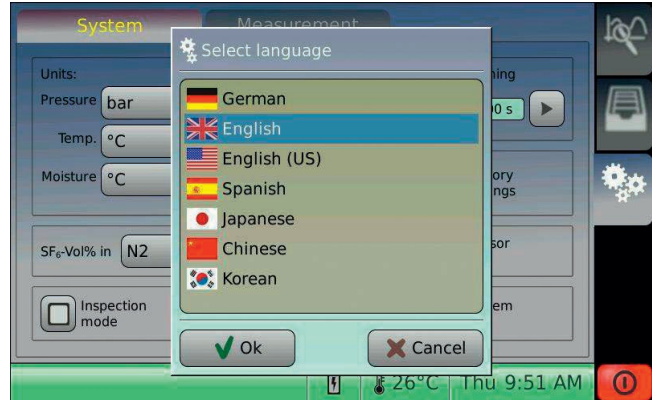 System
Measurement
Select language
Units:
Pressure
bar
Temp.
°C
Moisture
°C
SF₆-Vol% in
N2
Inspection
mode
German
English
English (US)
Spanish
Japanese
Chinese
Korean
Ok
Cancel
26°C
Thu 9:51 AM